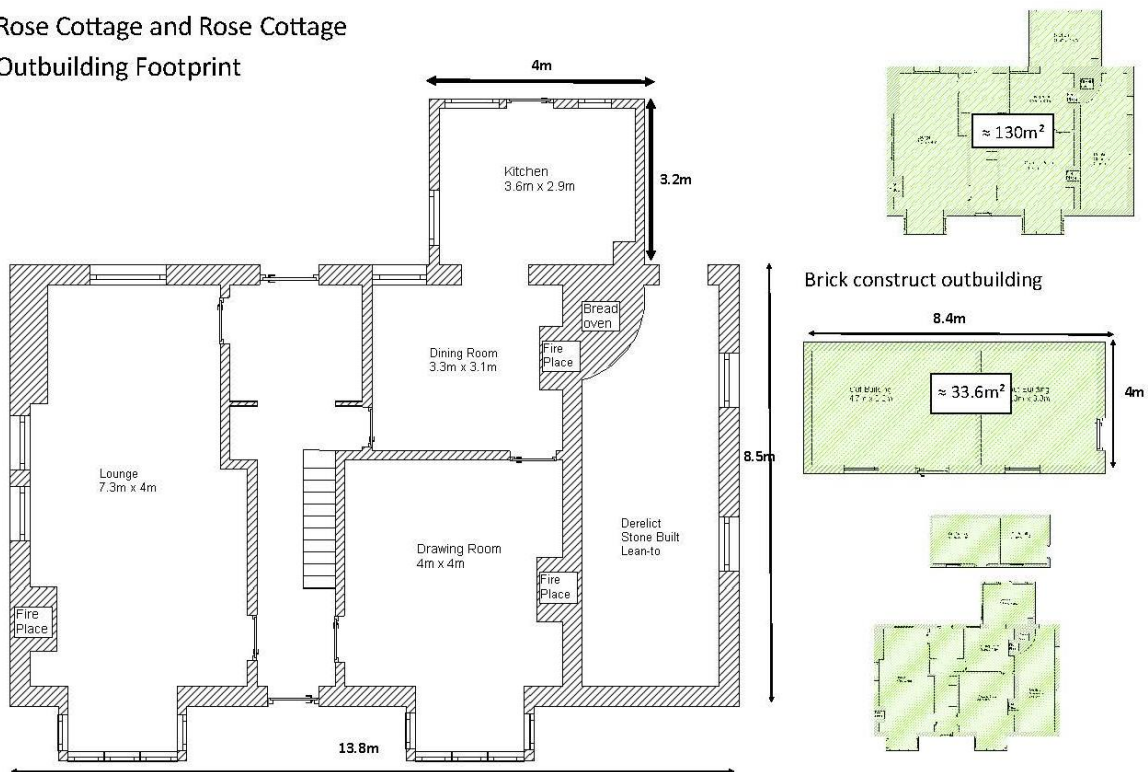 Rose Cottage and Rose Cottage
Outbuilding Footprint
4m
Kitchen
3.6m x 2.9m
3.2m
≈ 130m²
Bread
oven
Fire
Place
Dining Room
3.3m x 3.1m
Lounge
7.3m x 4m
8.5m
Derelict
Stone Built
Lean-to
Drawing Room
4m x 4m
Fire
Place
Fire
Place
13.8m
Brick construct outbuilding
8.4m
≈ 33.6m²
4m